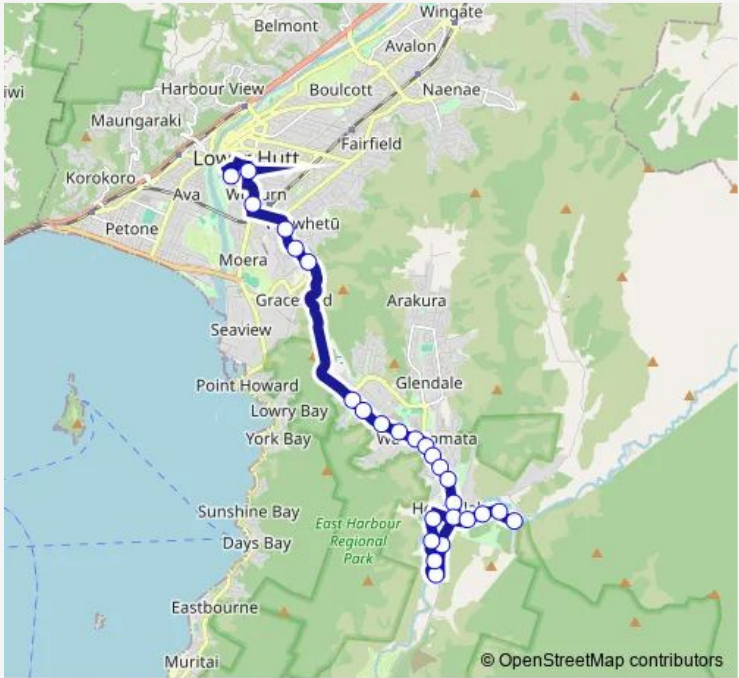 Wingate
Belmont
Avalon
Harbour View
Boulcott
Naenae
Maungaraki
Fairfield
Korokoro
Ava
Petone
Moera
Arakura
Seaview
Point Howard
Glendale
Lowry Bay
York Bay
Sunshine Bay
East Harbour
Regional
Park
Days Bay
Eastbourne
Muritai
© OpenStreetMap contributors